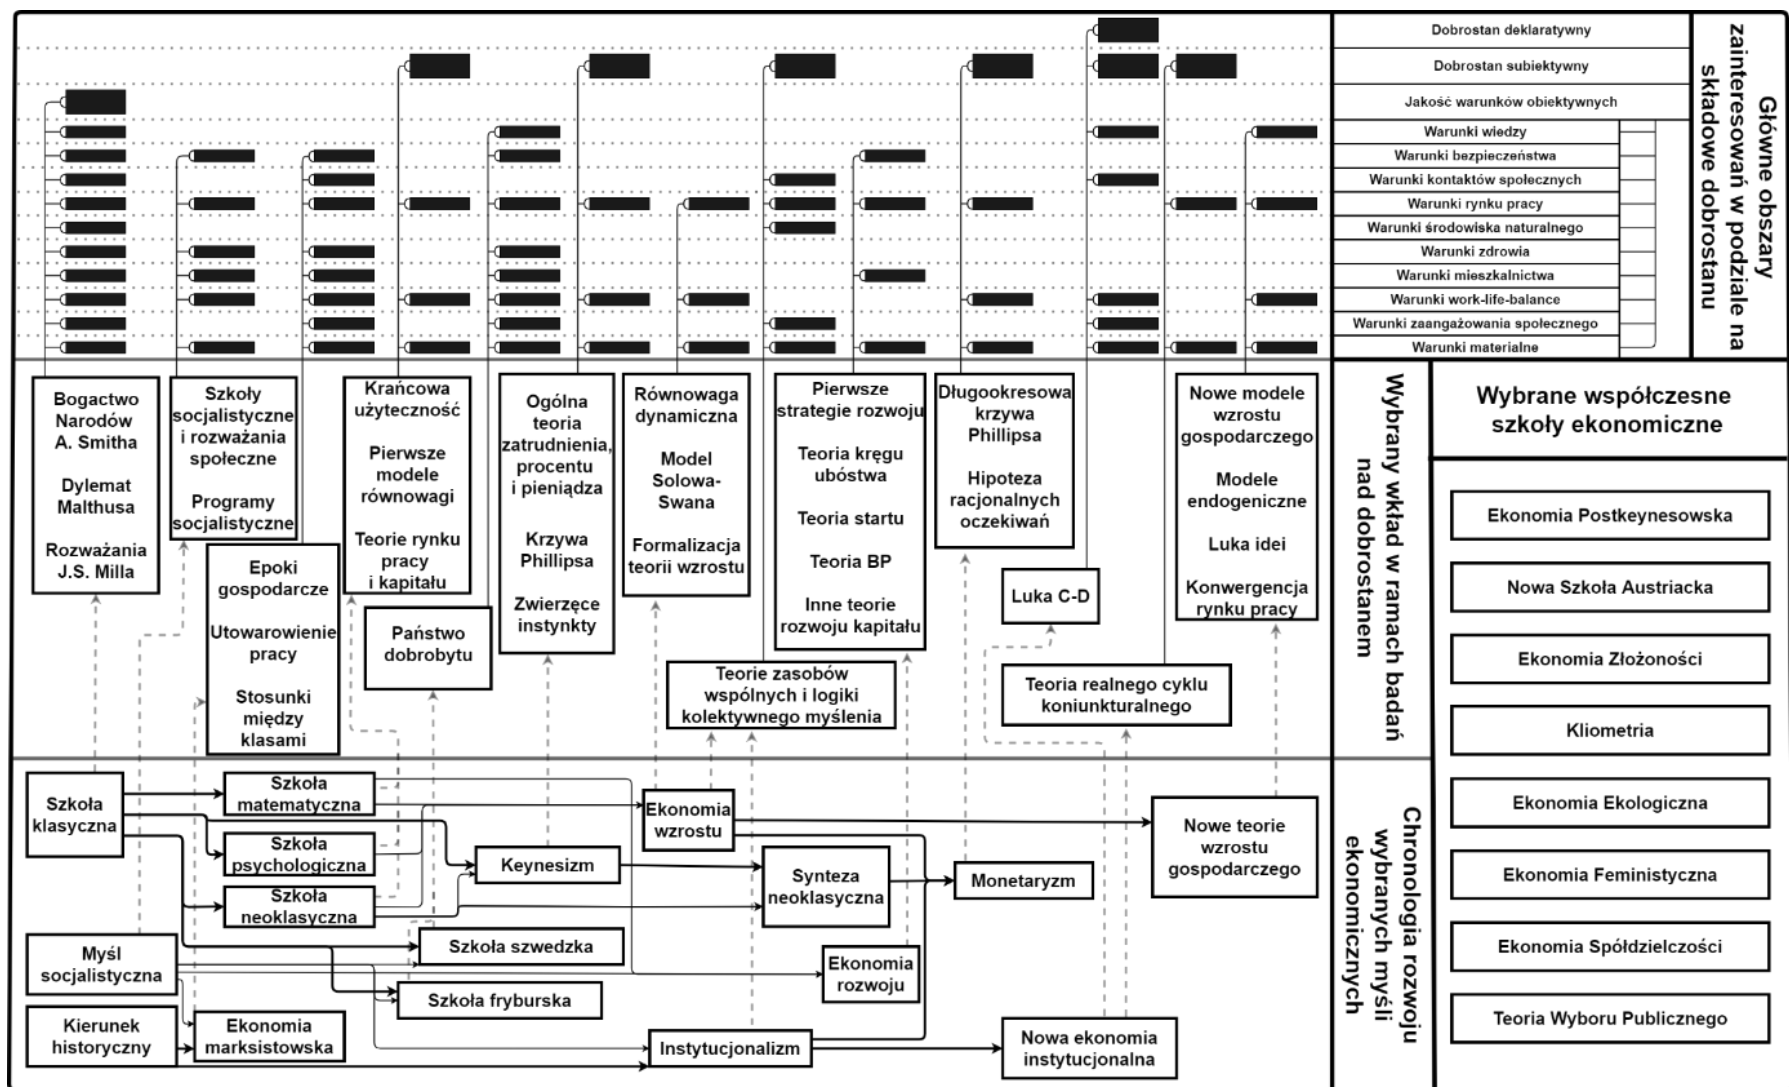 Dobrostan deklaratywny
Dobrostan subiektywny
Jakość warunków obiektywnych
Warunki wiedzy
Warunki bezpieczeństwa
Warunki kontaktów społecznych
Warunki rynku pracy
Warunki środowiska naturalnego
Warunki zdrowia
Warunki mieszkalnictwa
Warunki work-life-balance
Warunki zaangażowania społecznego
Warunki materialne
Główne obszary
zainteresowań w podziale na
składowe dobrostanu
Bogactwo
Narodów
A. Smitha
Dylemat
Malthusa
Rozważania
J.S. Milla
Szkoły
socjalistyczne
i rozważania
społeczne
Programy
socjalistyczne
Epoki
gospodarcze
Utowarowienie
pracy
Stosunki
między
klasami
Krańcowa
użyteczność
Pierwsze
modele
równowagi
Teorie rynku
pracy
i kapitału
Państwo
dobrobytu
Ogólna
teoria
zatrudnienia,
procentu
i pieniądza
Krzywa
Phillipsa
Zwierzęce
instynkty
Równowaga
dynamiczna
Model
Solowa-
Swana
Formalizacja
teorii wzrostu
Teorie zasobów
wspólnych i logiki
kolektywnego myślenia
Pierwsze
strategie rozwoju
Teoria kręgu
ubóstwa
Teoria startu
Teoria BP
Inne teorie
rozwoju kapitału
Długookresowa
krzywa
Phillipsa
Hipoteza
racjonalnych
oczekiwań
Luka C-D
Teoria realnego cyklu
koniunkturalnego
Nowe modele
wzrostu
gospodarczego
Modele
endogeniczne
Luka idei
Konwergencja
rynku pracy
Wybrany wkład w ramach badań
nad dobrostanem
Szkoła
klasyczna
Szkoła
matematyczna
Szkoła
psychologiczna
Szkoła
neoklasyczna
Myśl
socjalistyczna
Kierunek
historyczny
Ekonomia
marksistowska
Szkoła szwedzka
Szkoła fryburska
Keynesizm
Ekonomia
wzrostu
Synteza
neoklasyczna
Ekonomia
rozwoju
Instytucjonalizm
Monetaryzm
Nowa ekonomia
instytucjonalna
Nowe teorie
wzrostu
gospodarczego
Chronologia rozwoju
wybranych myśli
ekonomicznych
Wybrane współczesne
szkoły ekonomiczne
Ekonomia Postkeynesowska
Nowa Szkoła Austriacka
Ekonomia Złożoności
Kliometria
Ekonomia Ekologiczna
Ekonomia Feministyczna
Ekonomia Spółdzielczości
Teoria Wyboru Publicznego